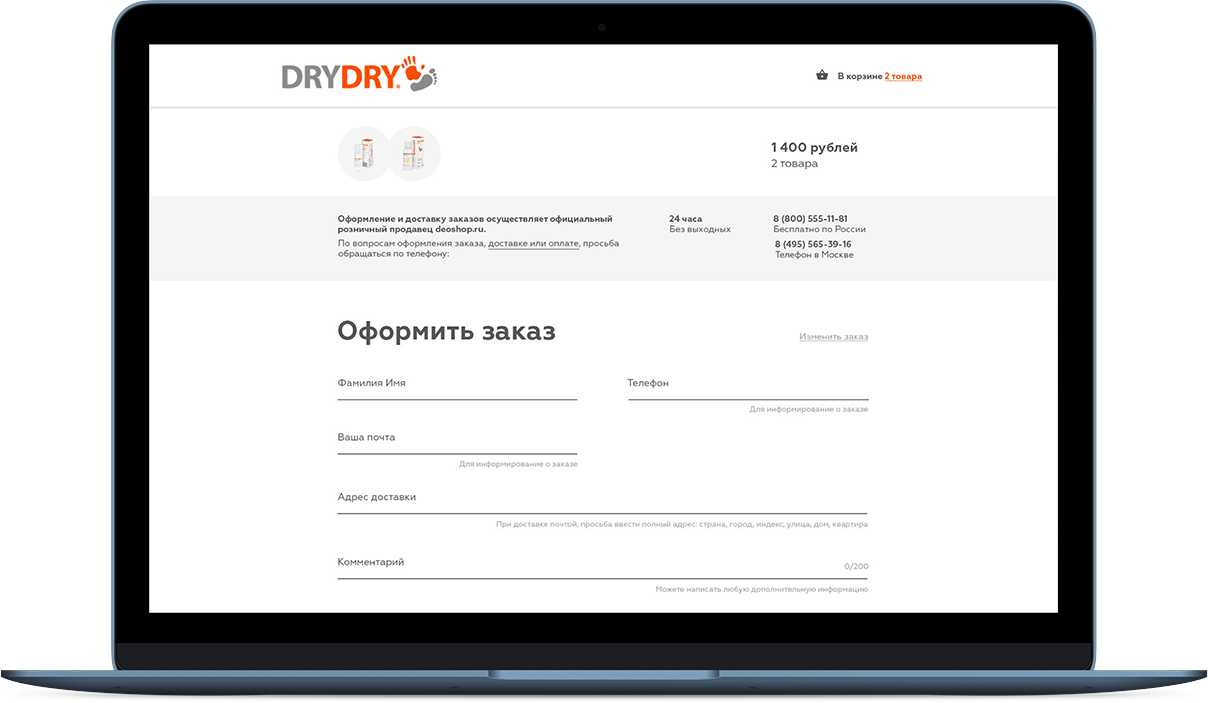 DRYDRY®
В корзине 2 товара
1 400 рублей
2 товара
Оформление и доставку заказов осуществляет официальный
розничный продавец deoshop.ru.
По вопросам оформления заказа, доставке или оплате, просьба
обращаться по телефону:
24 часа
Без выходных
8 (800) 555-11-81
Бесплатно по России
8 (495) 565-39-16
Телефон в Москве
Оформить заказ
Изменить заказ
Фамилия Имя
Телефон
Для информирование о заказе
Ваша почта
Для информирование о заказе
Адрес доставки
При доставке почтой, просьба ввести полный адрес: страна, город, индекс, улица, дом, квартира
Комментарий
0/200
Можете написать любую дополнительную информацию